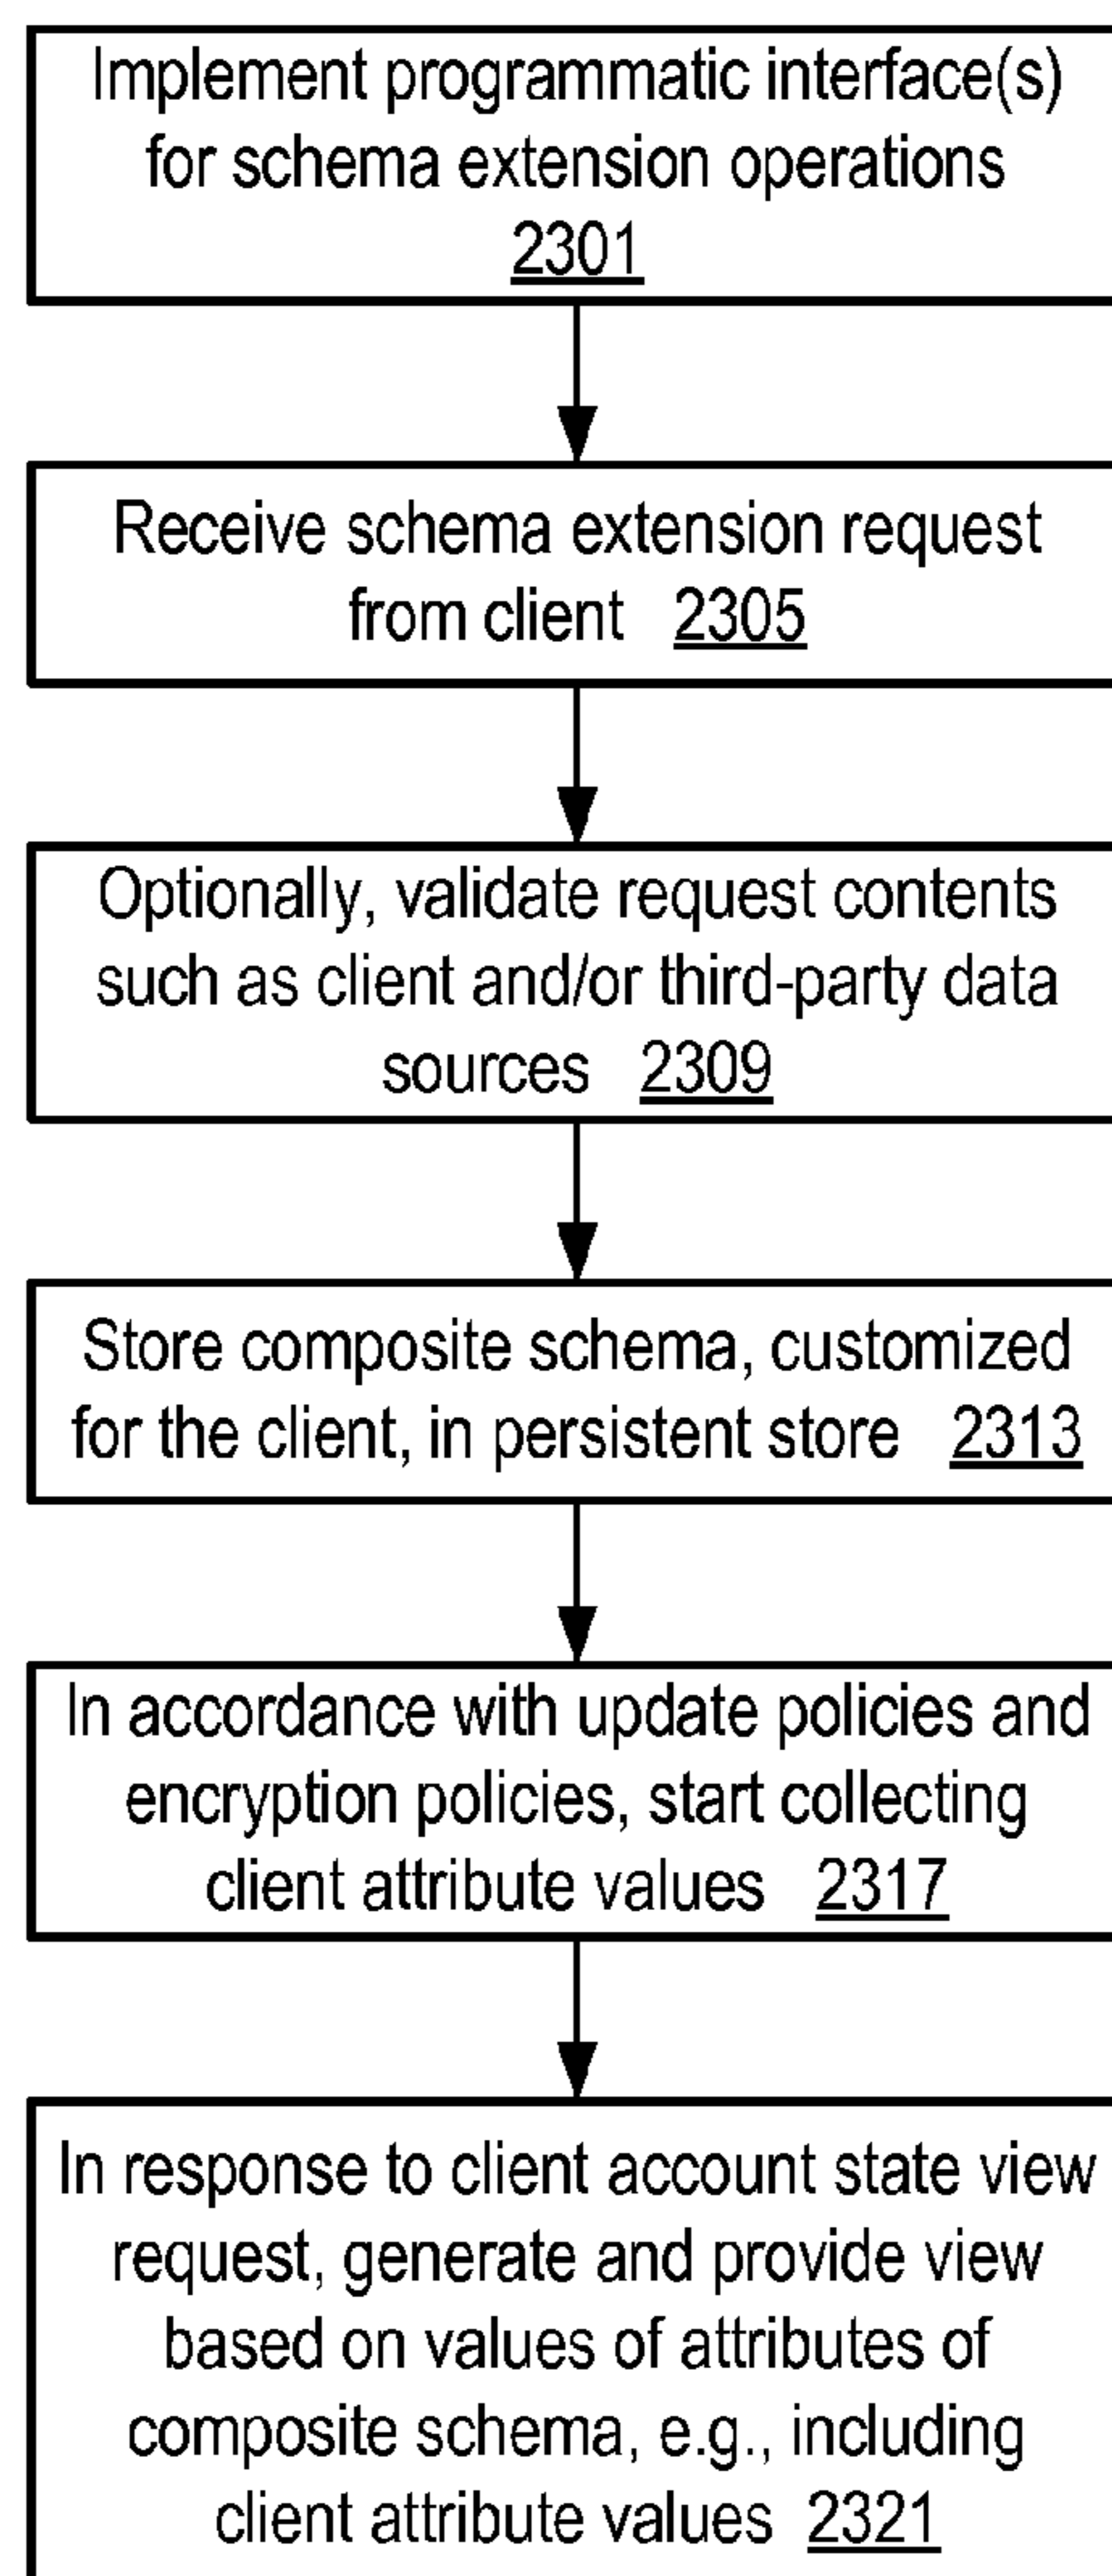 Implement programmatic interface(s)
for schema extension operations
2301
Receive schema extension request
from client 2305
Optionally, validate request contents
such as client and/or third-party data
sources 2309
Store composite schema, customized
for the client, in persistent store 2313
In accordance with update policies and
encryption policies, start collecting
client attribute values 2317
In response to client account state view
request, generate and provide view
based on values of attributes of
composite schema, e.g., including
client attribute values 2321